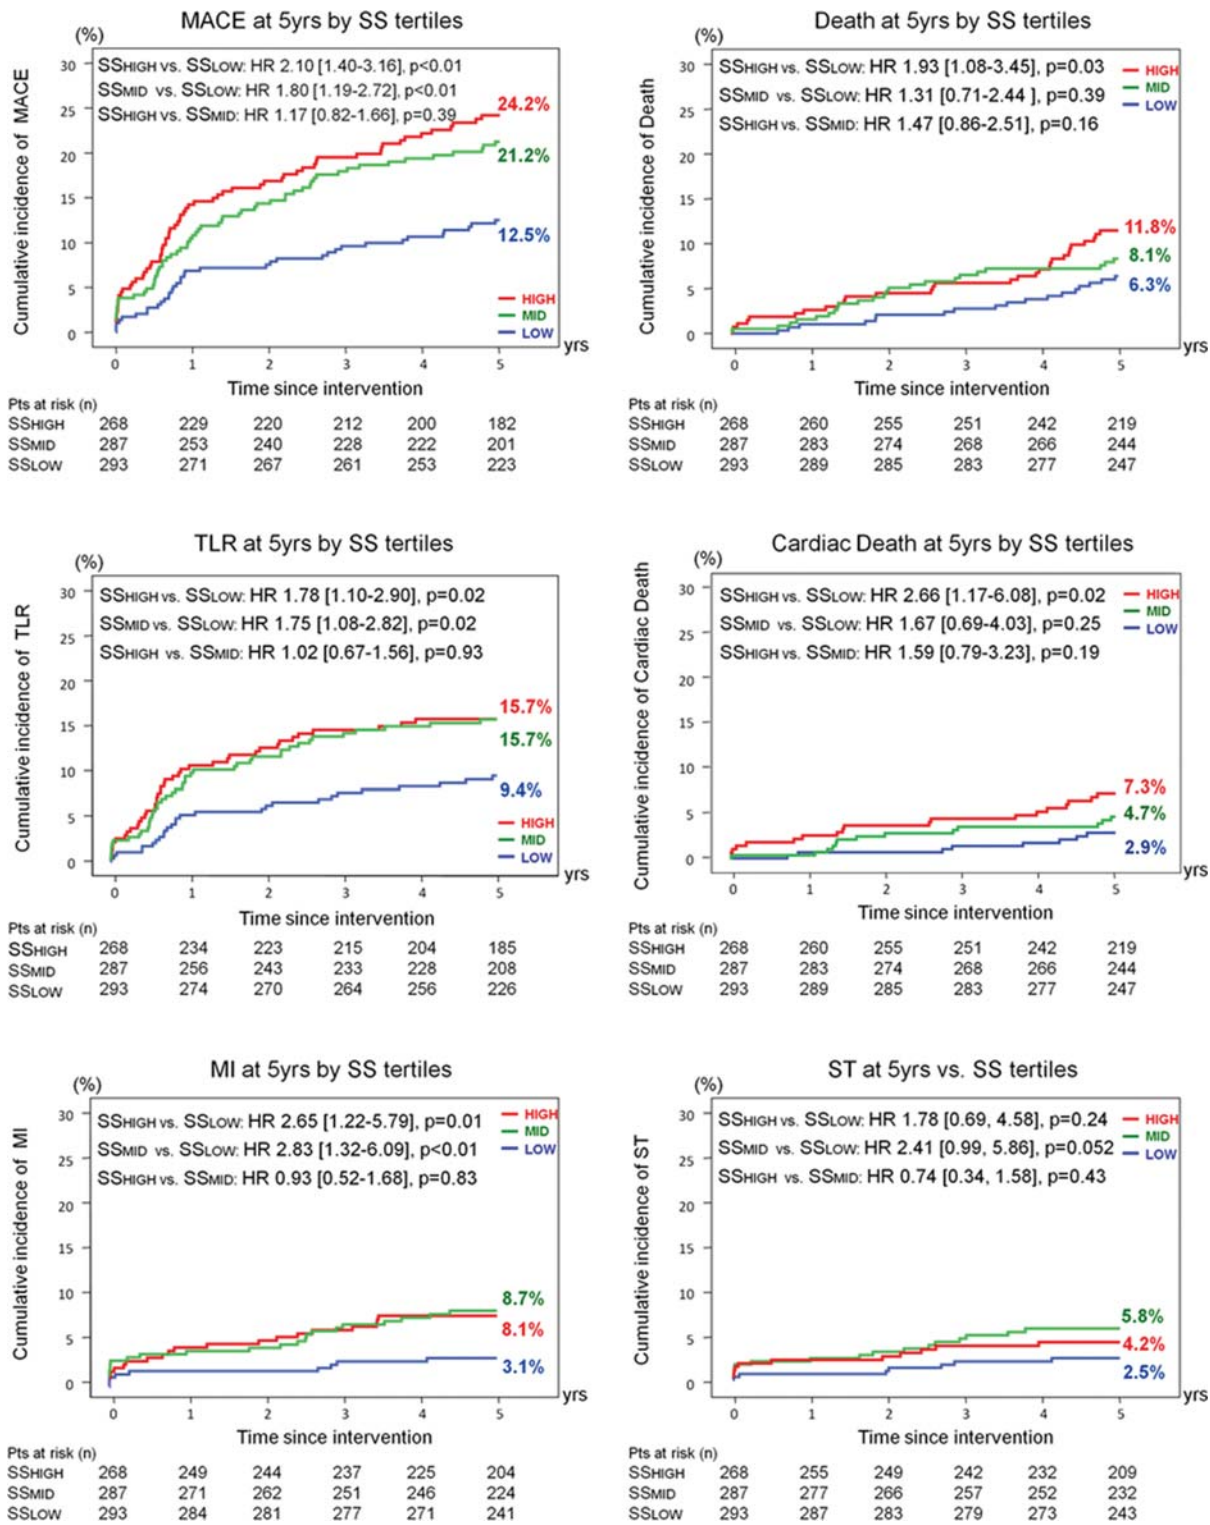 MACE at 5yrs by SS tertiles
(%)
Cumulative incidence of MACE
SSHIGH vs. SSLOW: HR 2.10 [1.40-3.16], p<0.01
SSMID vs. SSLOW: HR 1.80 [1.19-2.72], p<0.01
SSHIGH vs. SSMID: HR 1.17 [0.82-1.66], p=0.39
30
25
20
15
10
5
0
24.2%
21.2%
12.5%
HIGH
MID
LOW
yrs
0 1 2 3 4 5
Time since intervention
Pts at risk (n)
SSHIGH 268 229 220 212 200 182
SSMID 287 253 240 228 222 201
SSLOW 293 271 267 261 253 223
Death at 5yrs by SS tertiles
(%)
Cumulative incidence of Death
SSHIGH vs. SSLOW: HR 1.93 [1.08-3.45], p=0.03
SSMID vs. SSLOW: HR 1.31 [0.71-2.44 ], p=0.39
SSHIGH vs. SSMID: HR 1.47 [0.86-2.51], p=0.16
HIGH
MID
LOW
30
25
20
15
10
5
0
11.8%
8.1%
6.3%
yrs
0 1 2 3 4 5
Time since intervention
Pts at risk (n)
SSHIGH 268 260 255 251 242 219
SSMID 287 283 274 268 266 244
SSLOW 293 289 285 283 277 247
TLR at 5yrs by SS tertiles
(%)
Cumulative incidence of TLR
SSHIGH vs. SSLOW: HR 1.78 [1.10-2.90], p=0.02
SSMID vs. SSLOW: HR 1.75 [1.08-2.82], p=0.02
SSHIGH vs. SSMID: HR 1.02 [0.67-1.56], p=0.93
30
25
20
15
10
5
0
15.7%
15.7%
9.4%
HIGH
MID
LOW
yrs
0 1 2 3 4 5
Time since intervention
Pts at risk (n)
SSHIGH 268 234 223 215 204 185
SSMID 287 256 243 233 228 208
SSLOW 293 274 270 264 256 226
Cardiac Death at 5yrs by SS tertiles
(%)
Cumulative incidence of Cardiac Death
SSHIGH vs. SSLOW: HR 2.66 [1.17-6.08], p=0.02
SSMID vs. SSLOW: HR 1.67 [0.69-4.03], p=0.25
SSHIGH vs. SSMID: HR 1.59 [0.79-3.23], p=0.19
HIGH
MID
LOW
30
25
20
15
10
5
0
7.3%
4.7%
2.9%
yrs
0 1 2 3 4 5
Time since intervention
Pts at risk (n)
SSHIGH 268 260 255 251 242 219
SSMID 287 283 274 268 266 244
SSLOW 293 289 285 283 277 247
MI at 5yrs by SS tertiles
(%)
Cumulative incidence of MI
SSHIGH vs. SSLOW: HR 2.65 [1.22-5.79], p=0.01
SSMID vs. SSLOW: HR 2.83 [1.32-6.09], p<0.01
SSHIGH vs. SSMID: HR 0.93 [0.52-1.68], p=0.83
HIGH
MID
LOW
30
25
20
15
10
5
0
8.7%
8.1%
3.1%
yrs
0 1 2 3 4 5
Time since intervention
Pts at risk (n)
SSHIGH 268 249 244 237 225 204
SSMID 287 271 262 251 246 224
SSLOW 293 284 281 277 271 241
ST at 5yrs vs. SS tertiles
(%)
Cumulative incidence of ST
SSHIGH vs. SSLOW: HR 1.78 [0.69, 4.58], p=0.24
SSMID vs. SSLOW: HR 2.41 [0.99, 5.86], p=0.052
SSHIGH vs. SSMID: HR 0.74 [0.34, 1.58], p=0.43
HIGH
MID
LOW
30
25
20
15
10
5
0
5.8%
4.2%
2.5%
yrs
0 1 2 3 4 5
Time since intervention
Pts at risk (n)
SSHIGH 268 255 249 242 232 209
SSMID 287 277 266 257 252 232
SSLOW 293 287 283 279 273 243